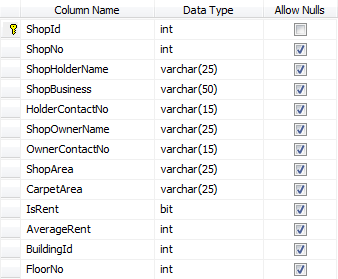 Column Name Data Type Allow Nulls
ShopId int
ShopNo int
ShopHolderName varchar(25)
ShopBusiness varchar(50)
HolderContactNo varchar(15)
ShopOwnerName varchar(25)
OwnerContactNo varchar(15)
ShopArea varchar(25)
CarpetArea varchar(25)
IsRent bit
AverageRent int
BuildingId int
FloorNo int